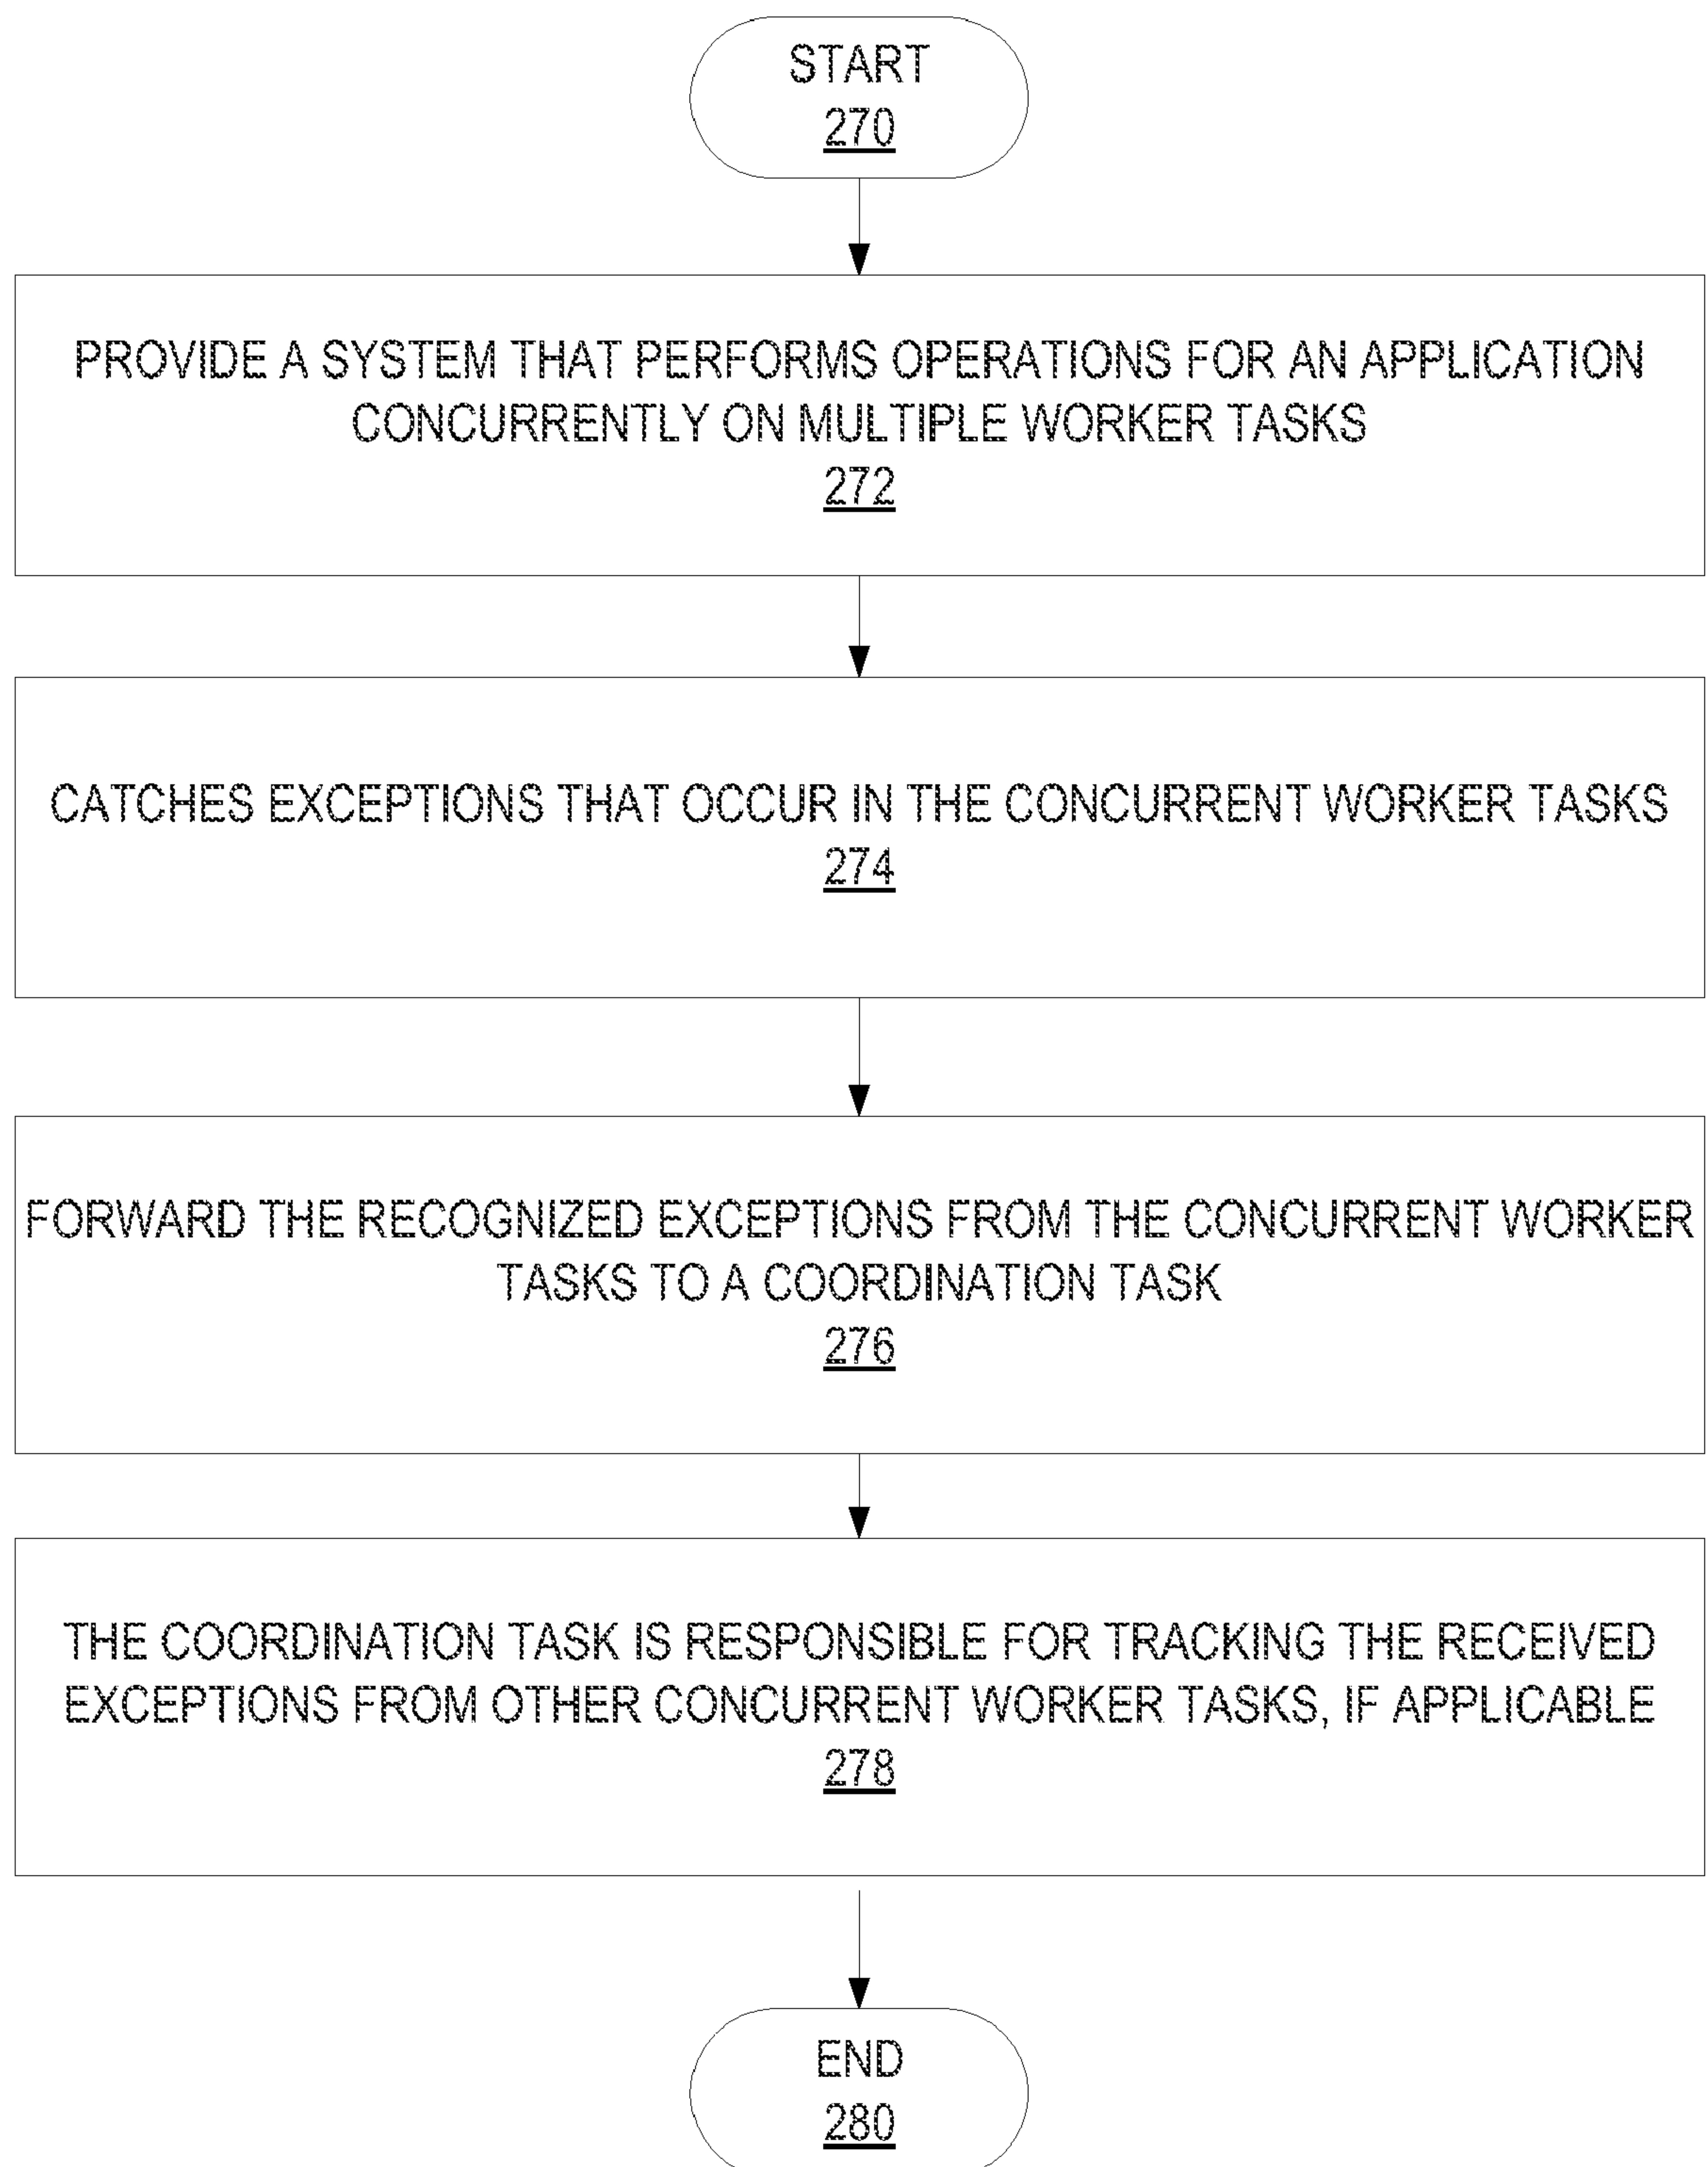 START
270
PROVIDE A SYSTEM THAT PERFORMS OPERATIONS FOR AN APPLICATION
CONCURRENTLY ON MULTIPLE WORKER TASKS
272
CATCHES EXCEPTIONS THAT OCCUR IN THE CONCURRENT WORKER TASKS
274
FORWARD THE RECOGNIZED EXCEPTIONS FROM THE CONCURRENT WORKER
TASKS TO A COORDINATION TASK
276
THE COORDINATION TASK IS RESPONSIBLE FOR TRACKING THE RECEIVED
EXCEPTIONS FROM OTHER CONCURRENT WORKER TASKS, IF APPLICABLE
278
END
280